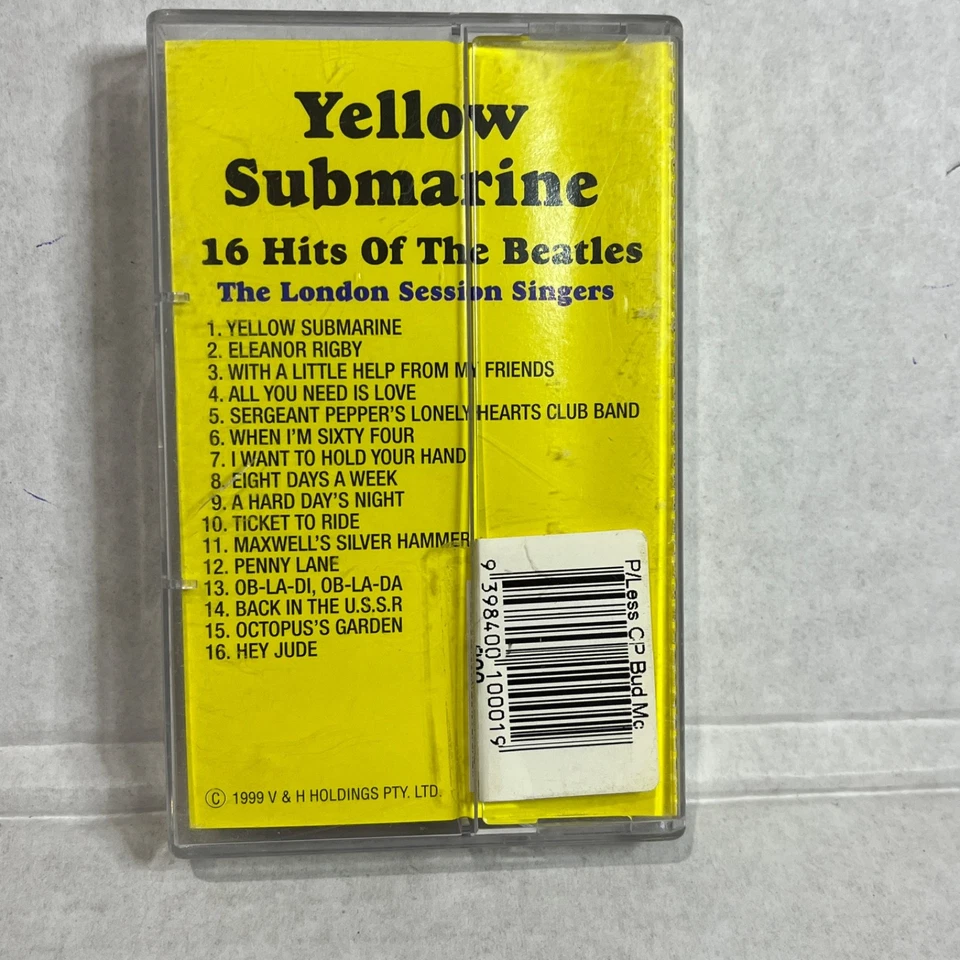 Yellow
Submarine
16 Hits Of The Beatles
The London Session Singers
1. YELLOW SUBMARINE
2. ELEANOR RIGBY
3. WITH A LITTLE HELP FROM MY FRIENDS
4. ALL YOU NEED IS LOVE
5. SERGEANT PEPPER'S LONELY HEARTS CLUB BAND
6. WHEN I'M SIXTY FOUR
7. I WANT TO HOLD YOUR HAND
8. EIGHT DAYS A WEEK
9. A HARD DAY'S NIGHT
10. TICKET TO RIDE
11. MAXWELL'S SILVER HAMMER
12. PENNY LANE
13. OB-LA-DI, OB-LA-DA
14. BACK IN THE U.S.S.R
15. OCTOPUS'S GARDEN
16. HEY JUDE
© 1999 V & H HOLDINGS PTY. LTD.
P/Less CP Bud Mc
9 398400 100019